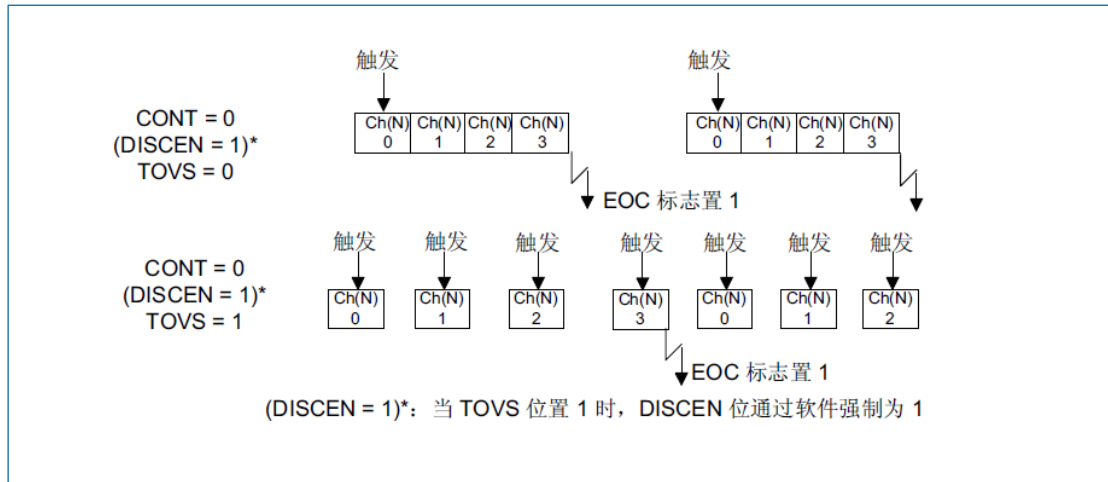 触发 触发
CONT = 0
(DISCEN = 1)*
TOVS = 0
Ch(N) Ch(N) Ch(N) Ch(N) Ch(N) Ch(N) Ch(N) Ch(N)
0 1 2 3 0 1 2 3
EOC 标志置 1
触发 触发 触发 触发 触发 触发 触发
CONT = 0
(DISCEN = 1)*
TOVS = 1
Ch(N) Ch(N) Ch(N) Ch(N) Ch(N) Ch(N) Ch(N)
0 1 2 3 0 1 2
EOC 标志置 1
(DISCEN = 1)*：当 TOVS 位置 1 时，DISCEN 位通过软件强制为 1